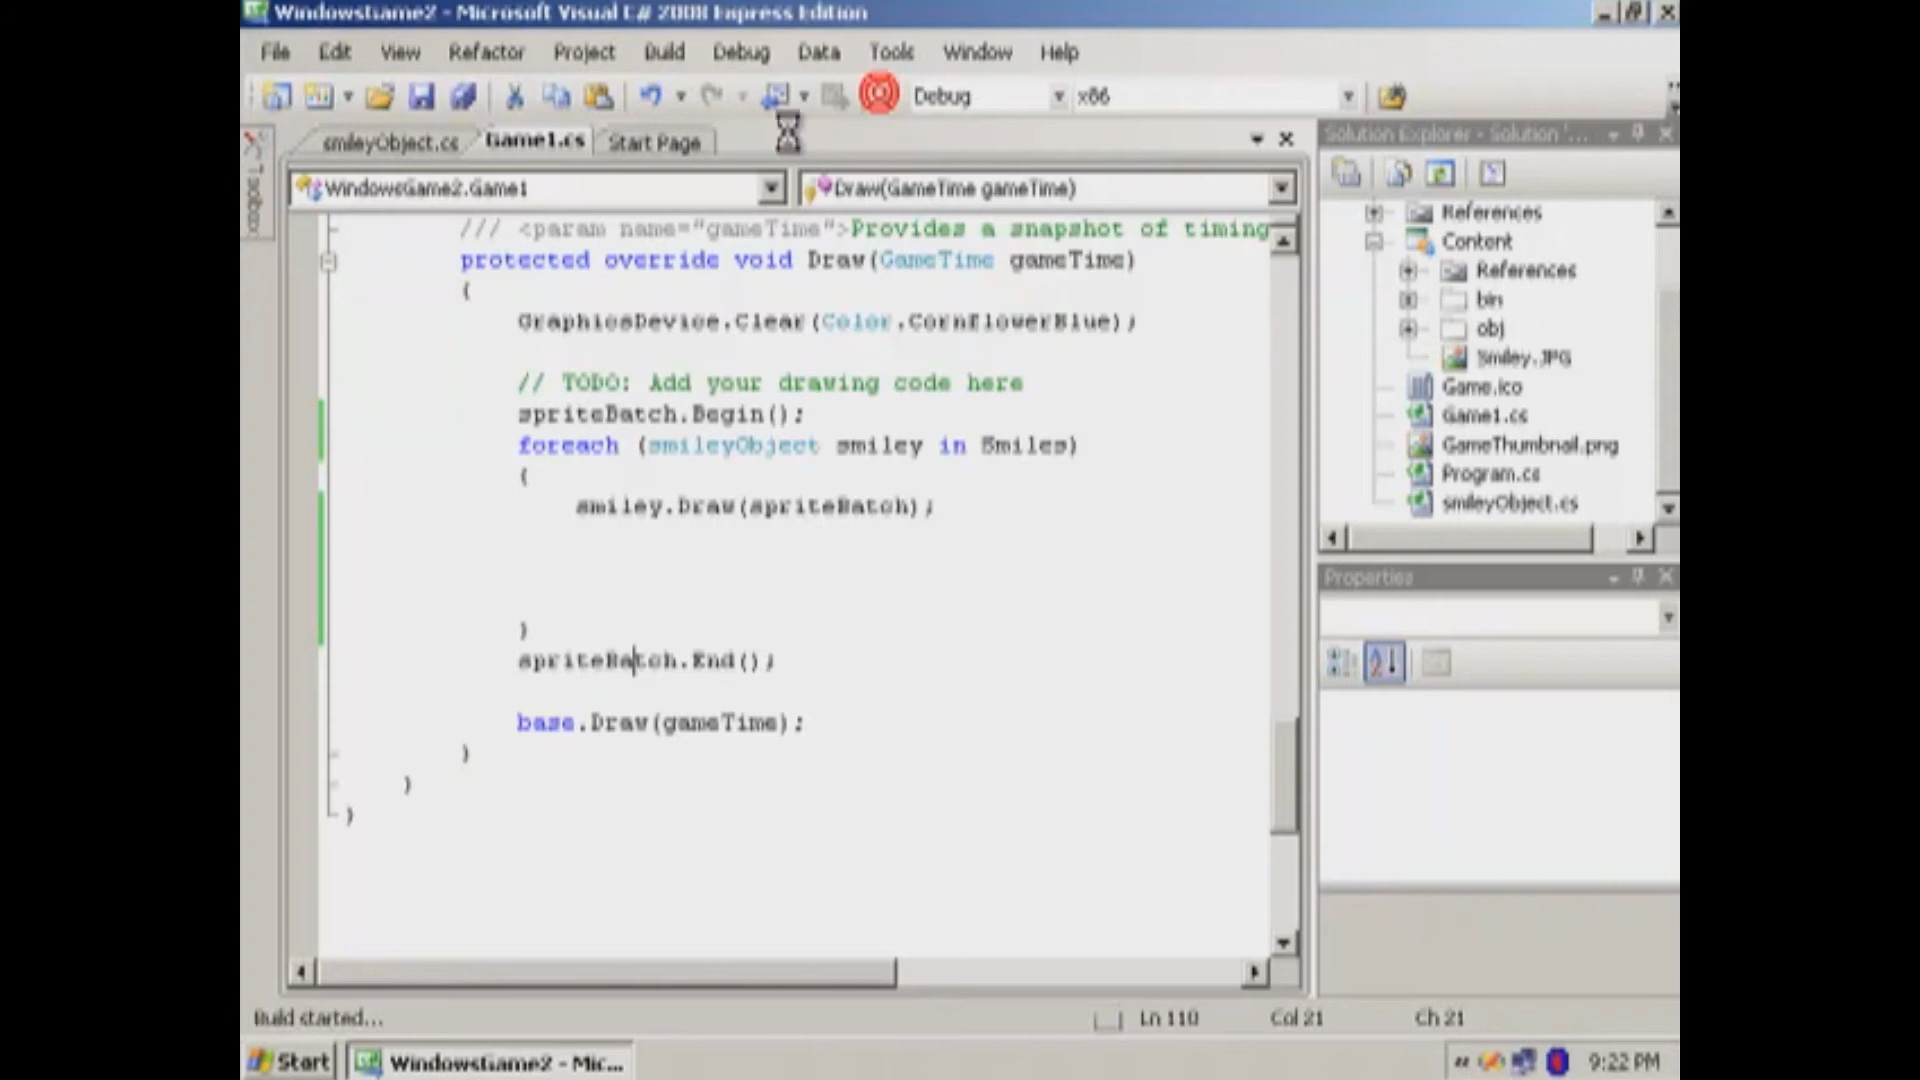 WindowsGame2 - Microsoft Visual C# 2008 Express Edition
File Edit View Refactor Project Build Debug Data Tools Window Help
Debug x86
smileyObject.cs Game1.cs Start Page
Solution Explorer - Solution '...
Toolbox
WindowsGame2.Game1 Draw(GameTime gameTime)
/// <param name="gameTime">Provides a snapshot of timing
protected override void Draw(GameTime gameTime)
{
GraphicsDevice.Clear(Color.CornflowerBlue);
// TODO: Add your drawing code here
spriteBatch.Begin();
foreach (smileyObject smiley in Smiles)
{
smiley.Draw(spriteBatch);
}
spriteBatch.End();
base.Draw(gameTime);
}
}
}
References
Content
References
bin
obj
Smiley.JPG
Game.ico
Game1.cs
GameThumbnail.png
Program.cs
smileyObject.cs
Properties
Build started... Ln 110 Col 21 Ch 21
Start WindowsGame2 - Mic... 9:22 PM